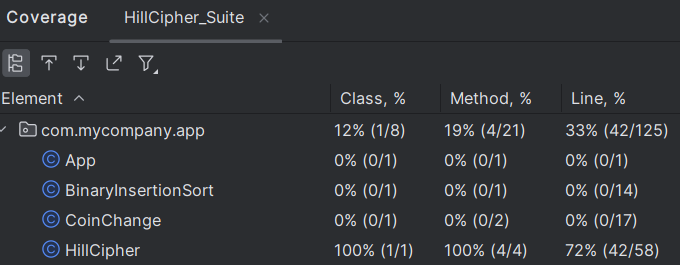 Coverage HillCipher_Suite ×
Element Class, % Method, % Line, %
com.mycompany.app 12% (1/8) 19% (4/21) 33% (42/125)
App 0% (0/1) 0% (0/1) 0% (0/1)
BinaryInsertionSort 0% (0/1) 0% (0/1) 0% (0/14)
CoinChange 0% (0/1) 0% (0/2) 0% (0/17)
HillCipher 100% (1/1) 100% (4/4) 72% (42/58)